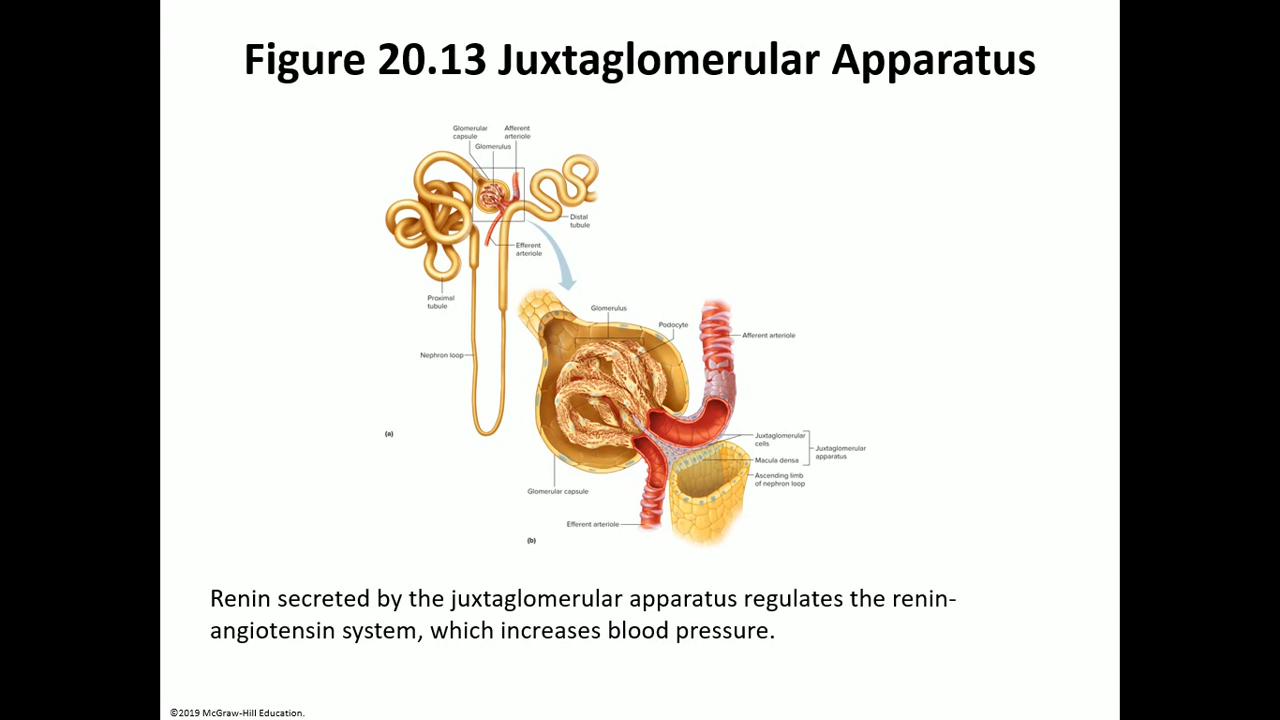 Figure 20.13 Juxtaglomerular Apparatus
Glomerular
capsule
Afferent
arteriole
Glomerulus
Distal
tubule
Efferent
arteriole
Proximal
tubule
Nephron loop
(a)
Glomerulus
Podocyte
Afferent arteriole
Juxtaglomerular
cells
Juxtaglomerular
apparatus
Macula densa
Ascending limb
of nephron loop
Glomerular capsule
Efferent arteriole
(b)
Renin secreted by the juxtaglomerular apparatus regulates the renin-
angiotensin system, which increases blood pressure.
©2019 McGraw-Hill Education.